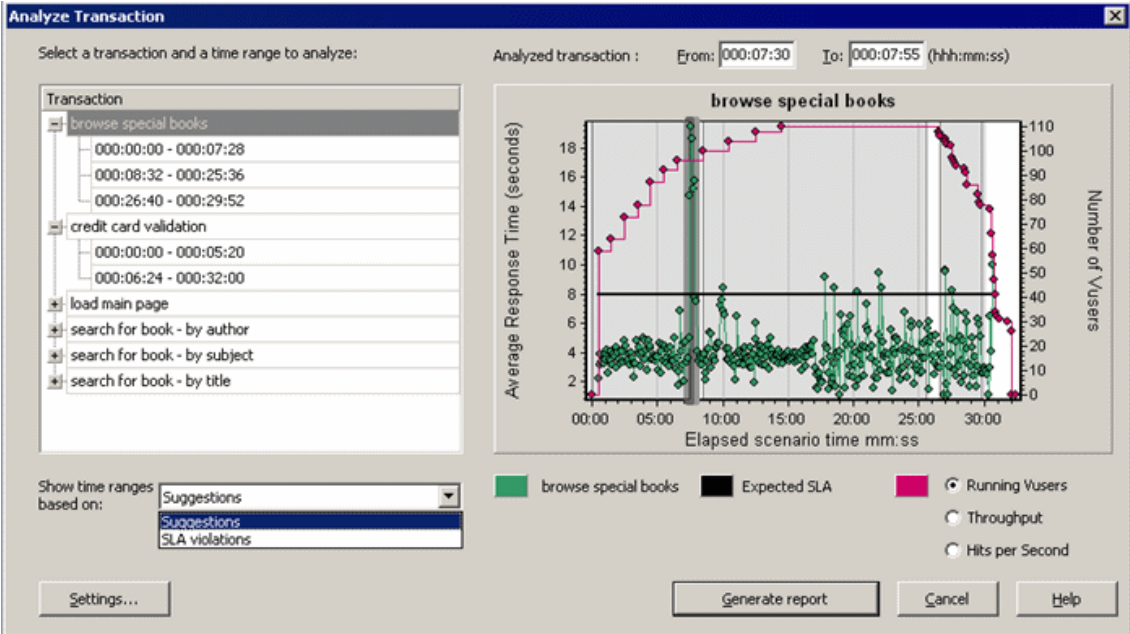 Analyze Transaction
Select a transaction and a time range to analyze:
Analyzed transaction :
From: 000:07:30
To: 000:07:55 (hhh:mm:ss)
Transaction
browse special books
000:00:00 - 000:07:28
000:08:32 - 000:25:36
000:26:40 - 000:29:52
credit card validation
000:00:00 - 000:05:20
000:06:24 - 000:32:00
load main page
search for book - by author
search for book - by subject
search for book - by title
browse special books
Average Response Time (seconds)
18
16
14
12
10
8
6
4
2
110
100
90
80
70
60
50
40
30
20
10
0
Number of Vusers
00:00 05:00 10:00 15:00 20:00 25:00 30:00
Elapsed scenario time mm:ss
browse special books
Expected SLA
Running Vusers
Throughput
Hits per Second
Show time ranges
based on:
Suggestions
Suggestions
SLA violations
Settings...
Generate report
Cancel
Help